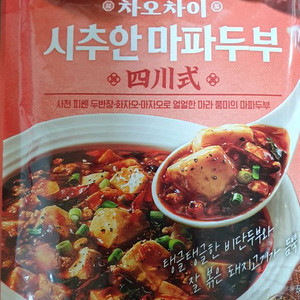 차오차이
시추안 마파두부
四川式
사천 피쎈 두반장·화자오·마자오로 얼얼한 마라 풍미의 마파두부
탱글탱글한 비단두부와
잘 볶은 돼지고기가 듬뿍